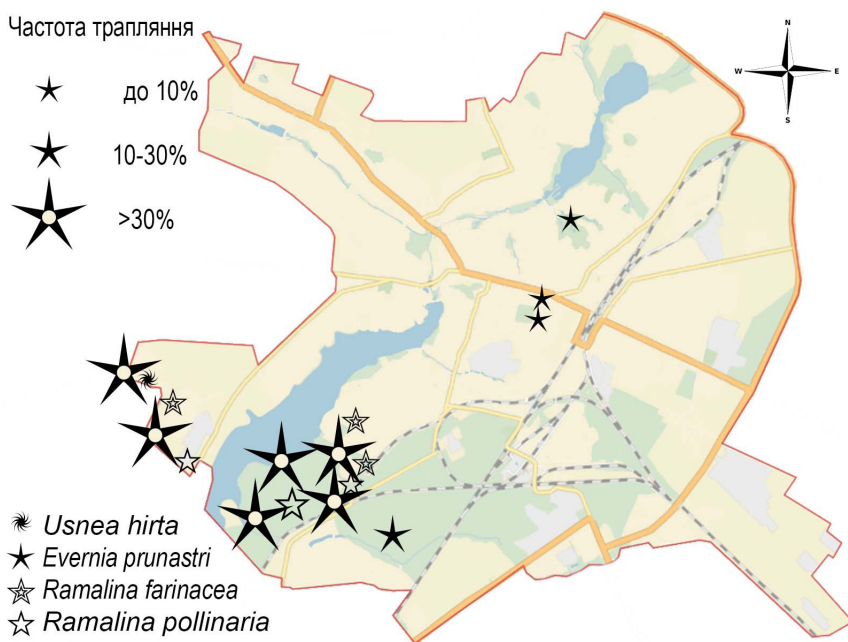 Частота трапляння
до 10%
10-30%
>30%
N
W E
S
Usnea hirta
Evernia prunastri
Ramalina farinacea
Ramalina pollinaria